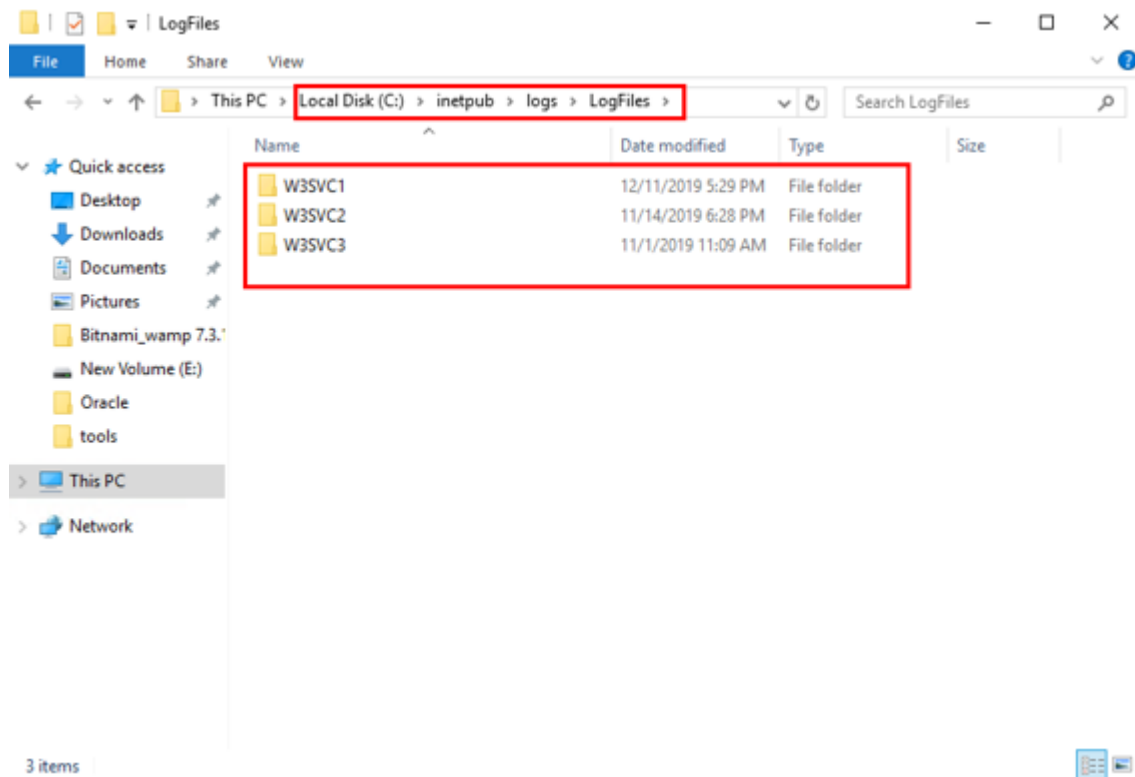 LogFiles
File Home Share View
This PC > Local Disk (C:) > inetpub > logs > LogFiles > Search LogFiles
Name Date modified Type Size
Quick access
Desktop
Downloads
Documents
Pictures
Bitnami_wamp 7.3.
New Volume (E:)
Oracle
tools
This PC
Network
W3SVC1 12/11/2019 5:29 PM File folder
W3SVC2 11/14/2019 6:28 PM File folder
W3SVC3 11/1/2019 11:09 AM File folder
3 items